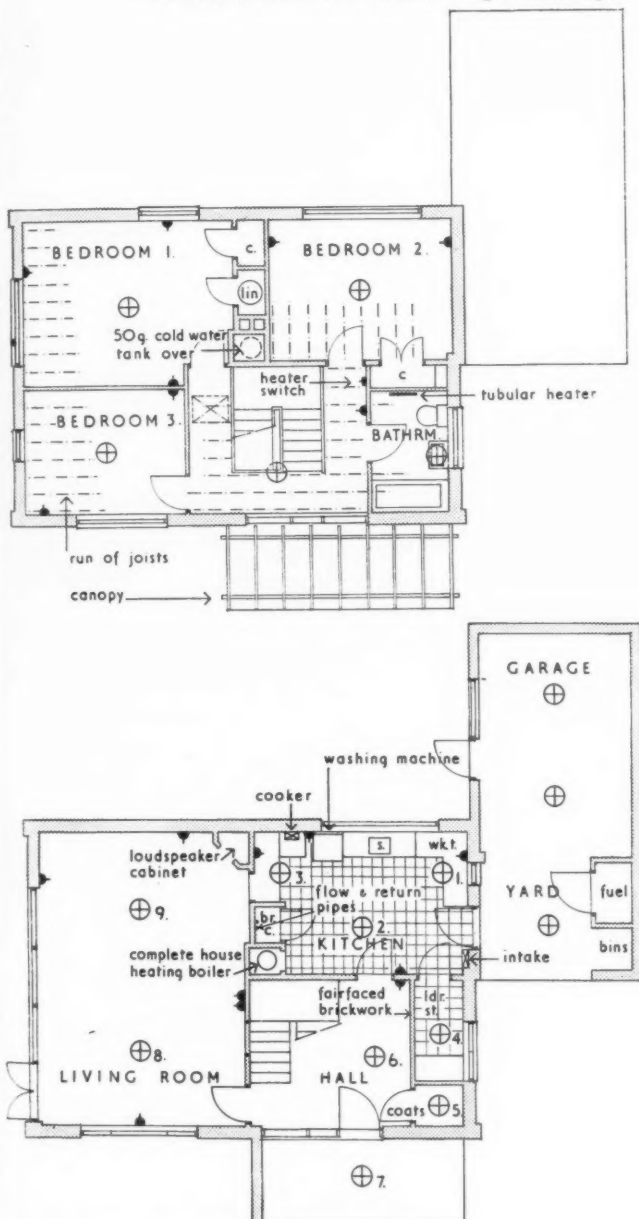 BEDROOM 1.
c.
BEDROOM 2.
lin
50g. cold water
tank over
heater
switch
c
tubular heater
BEDROOM 3.
BATHRM.
run of joists
canopy
GARAGE
washing machine
cooker
loudspeaker
cabinet
s.
wk.t.
3.
1.
9.
flow & return
pipes
YARD
fuel
br.
c.
2.
KITCHEN
bins
complete house
heating boiler
intake
fairfaced
brickwork
ldr.
st.
4.
8.
6.
LIVING ROOM
HALL
coats
5.
7.